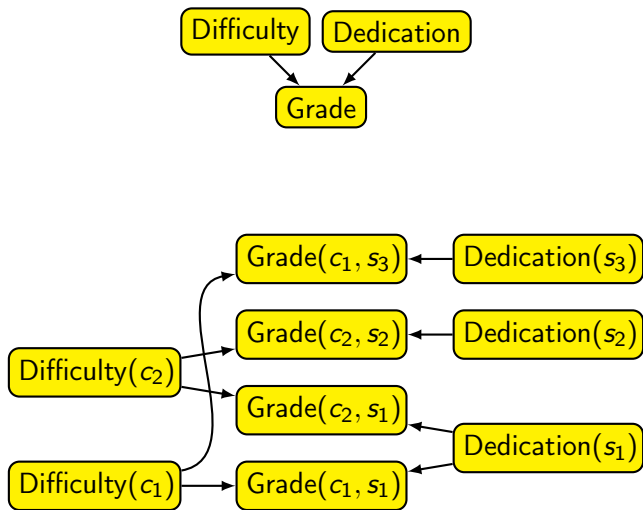 Difficulty
Dedication
Grade
Grade(c₁, s₃)
Dedication(s₃)
Grade(c₂, s₂)
Dedication(s₂)
Difficulty(c₂)
Grade(c₂, s₁)
Dedication(s₁)
Difficulty(c₁)
Grade(c₁, s₁)